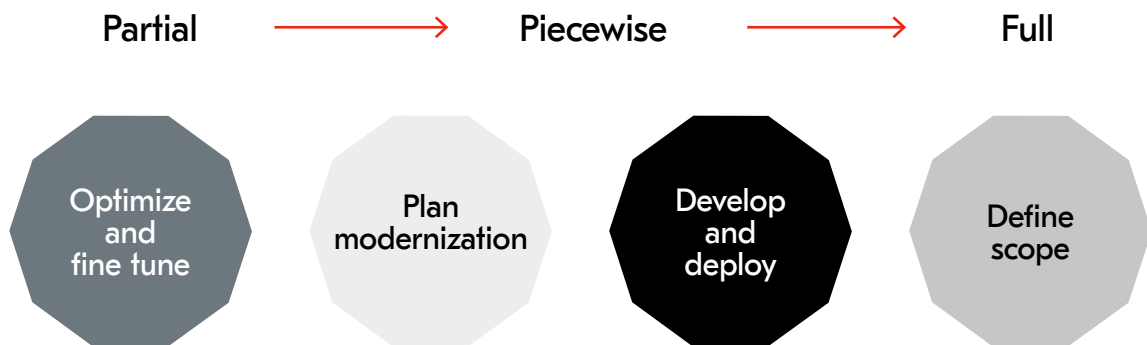 Partial
Piecewise
Full
Optimize
and
fine tune
Plan
modernization
Develop
and
deploy
Define
scope